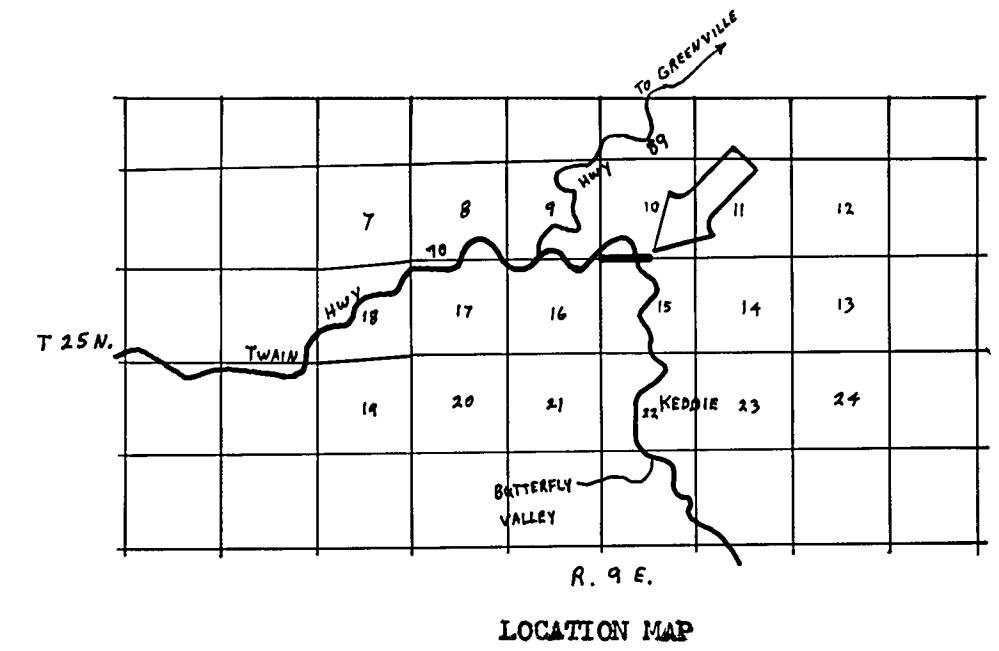 TO GREENVILLE
89
HWY
7
8
9
10
11
12
70
HWY
18
17
16
15
14
13
T 25 N.
TWAIN
19
20
21
22
KEDDIE
23
24
BUTTERFLY
VALLEY
R. 9 E.
LOCATION MAP